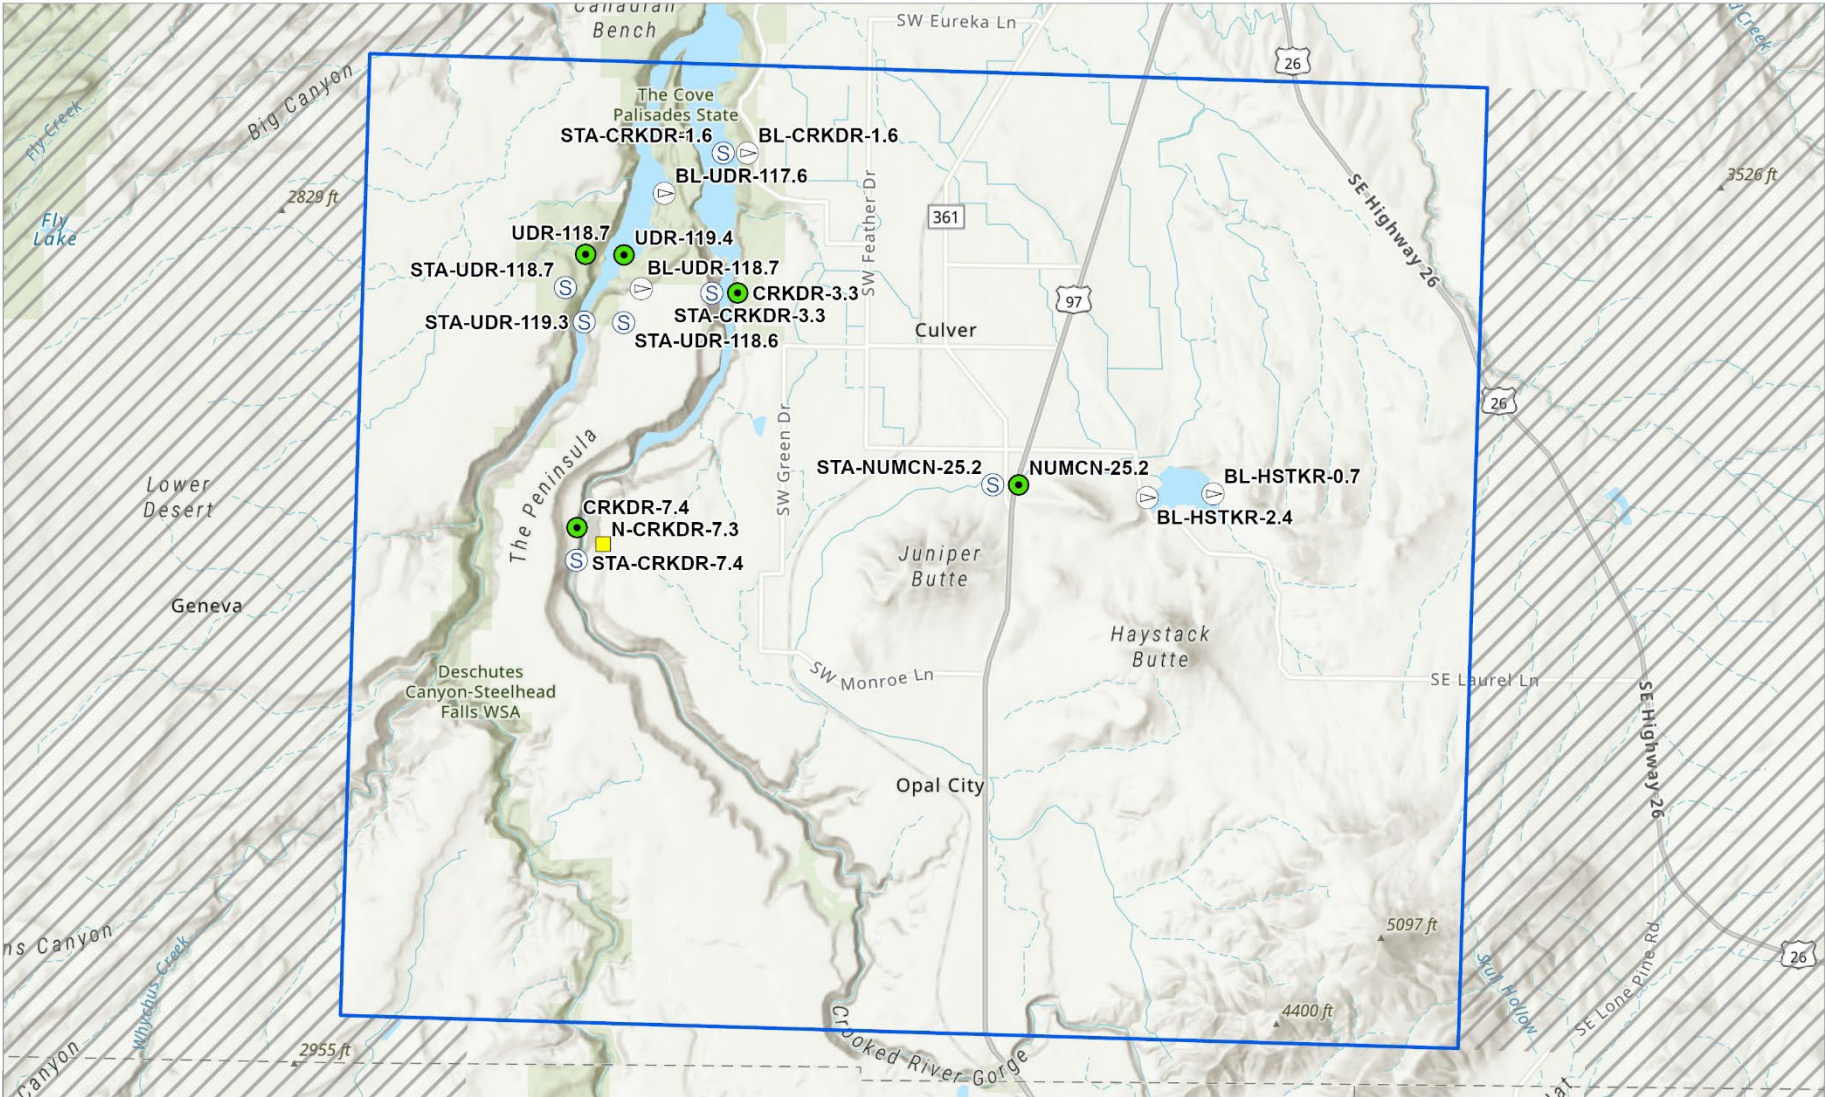 Canadian
Bench
SW Eureka Ln
26
Big Canyon
Fly Creek
The Cove
Palisades State
STA-CRKDR-1.6
S
BL-CRKDR-1.6
BL-UDR-117.6
2829 ft
3526 ft
SE Highway 26
Fly
Lake
361
SW Feather Dr
UDR-118.7
UDR-119.4
STA-UDR-118.7
S
BL-UDR-118.7
S
CRKDR-3.3
STA-CRKDR-3.3
97
STA-UDR-119.3
S
S
STA-UDR-118.6
Culver
26
SW Green Dr
The Peninsula
STA-NUMCN-25.2
S
NUMCN-25.2
BL-HSTKR-0.7
BL-HSTKR-2.4
Lower
Desert
CRKDR-7.4
N-CRKDR-7.3
S
STA-CRKDR-7.4
Juniper
Butte
Geneva
Haystack
Butte
Deschutes
Canyon-Steelhead
Falls WSA
SW Monroe Ln
SE Laurel Ln
SE Highway 26
Opal City
5097 ft
ns Canyon
26
Whychus Creek
Skull Hollow
SE Lone Pine Rd
4400 ft
2955 ft
Crooked River Gorge
Canyon
lat